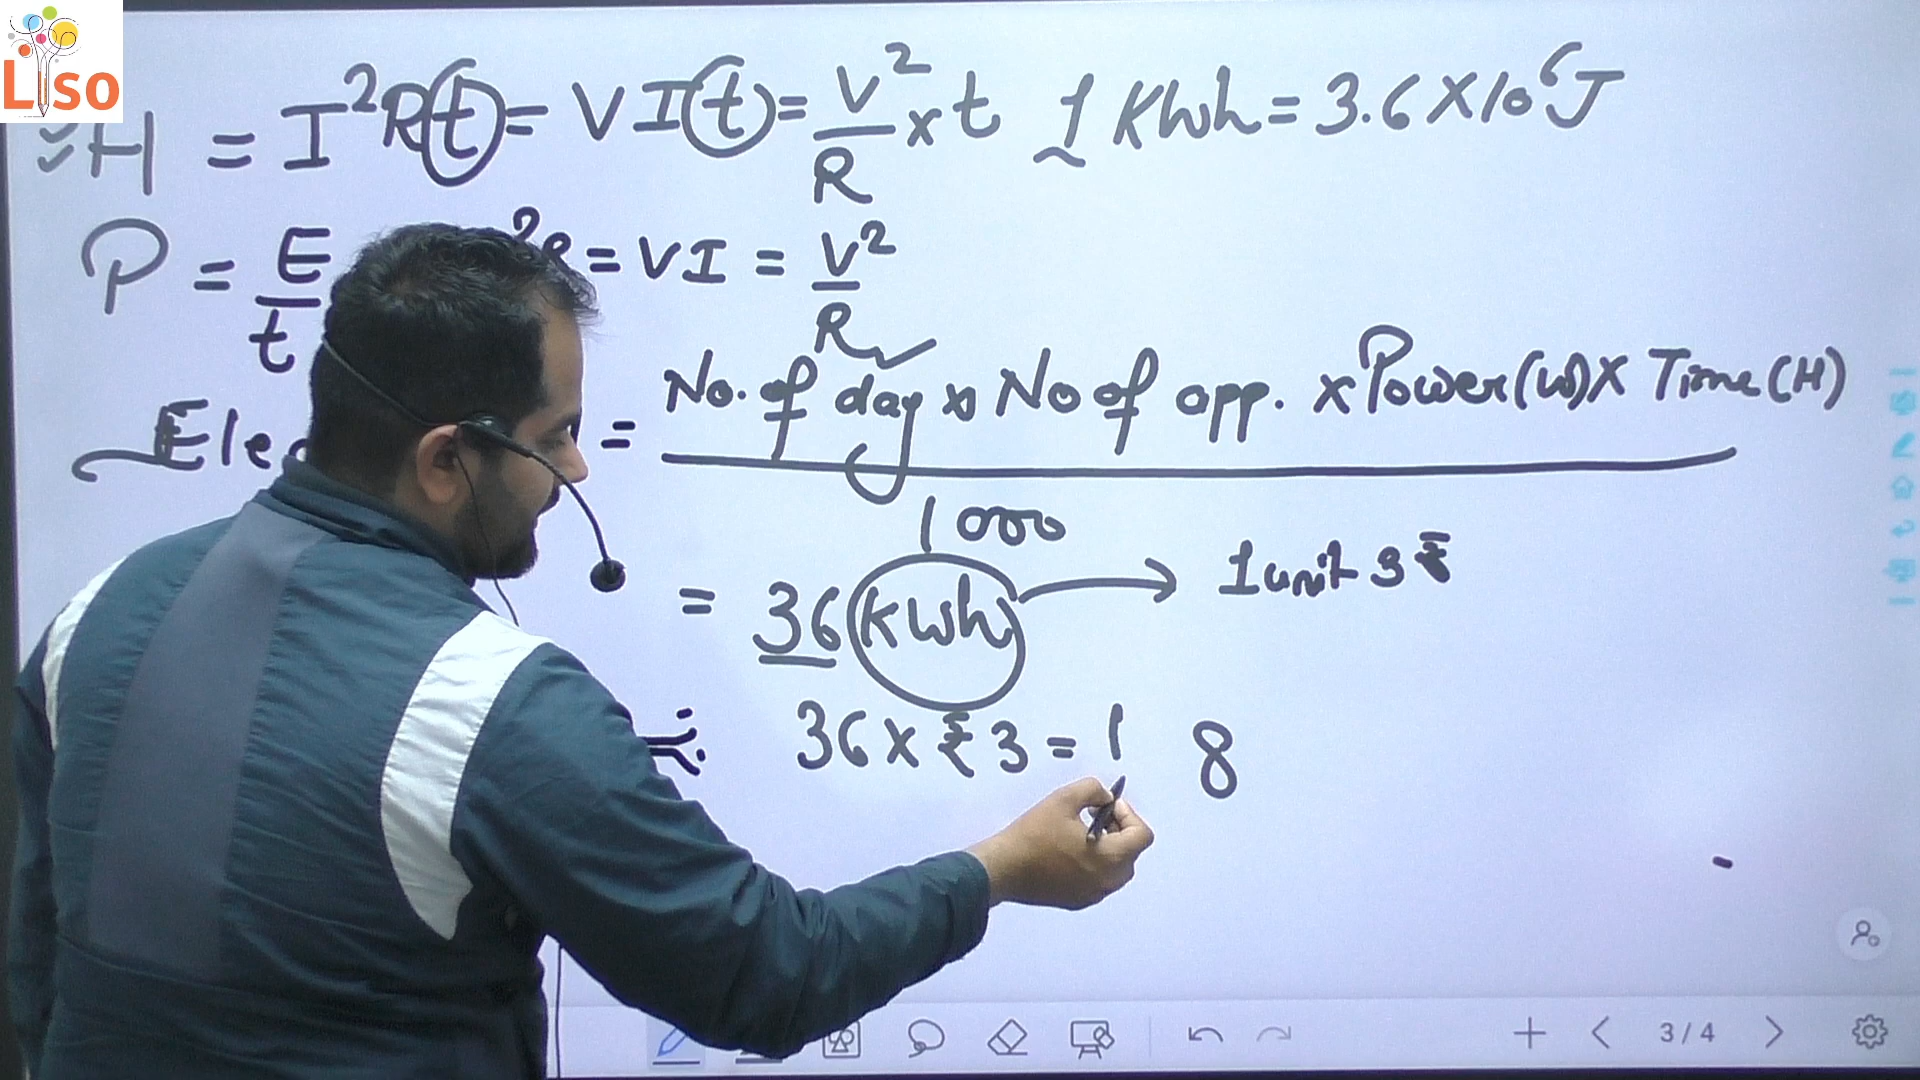 Liso
H = I²R(t) = VI(t) = V²/R × t 1 KWh = 3.6 X 10⁶ J
P = E/t = VI = V²/R
Elec = No. of day × No of app. × Power(W) X Time(H)
1000
= 36 KWh → 1 unit 3 ₹
36 X ₹ 3 = 1 8
3 / 4